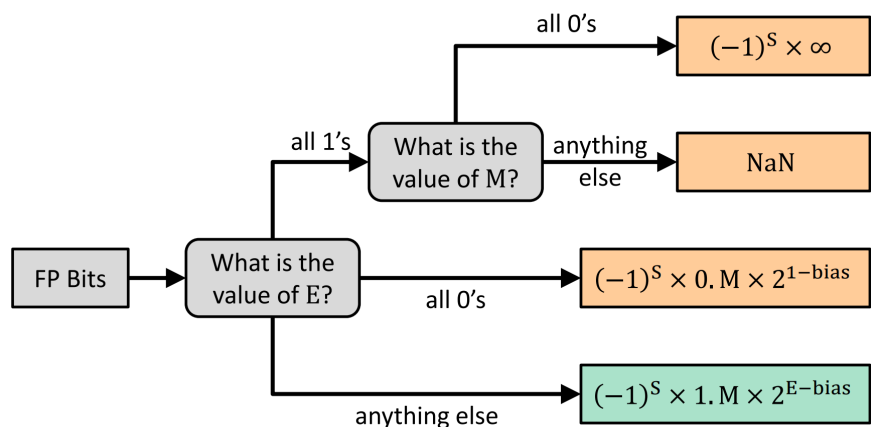 all 0's
(−1)^S × ∞
all 1's
What is the
value of M?
anything
else
NaN
FP Bits
What is the
value of E?
all 0's
(−1)^S × 0. M × 2^{1−bias}
anything else
(−1)^S × 1. M × 2^{E−bias}